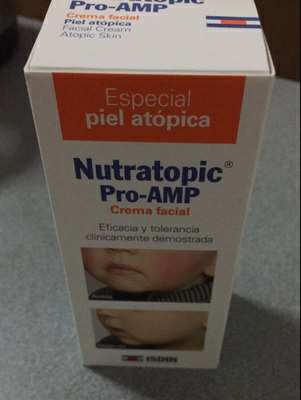 Nutratopic
Pro-AMP
Crema facial
Piel atópica
Facial Cream
Atopic Skin
Especial
piel atópica
Nutratopic®
Pro-AMP
Crema facial
Eficacia y tolerancia
clínicamente demostrada
ISDIN